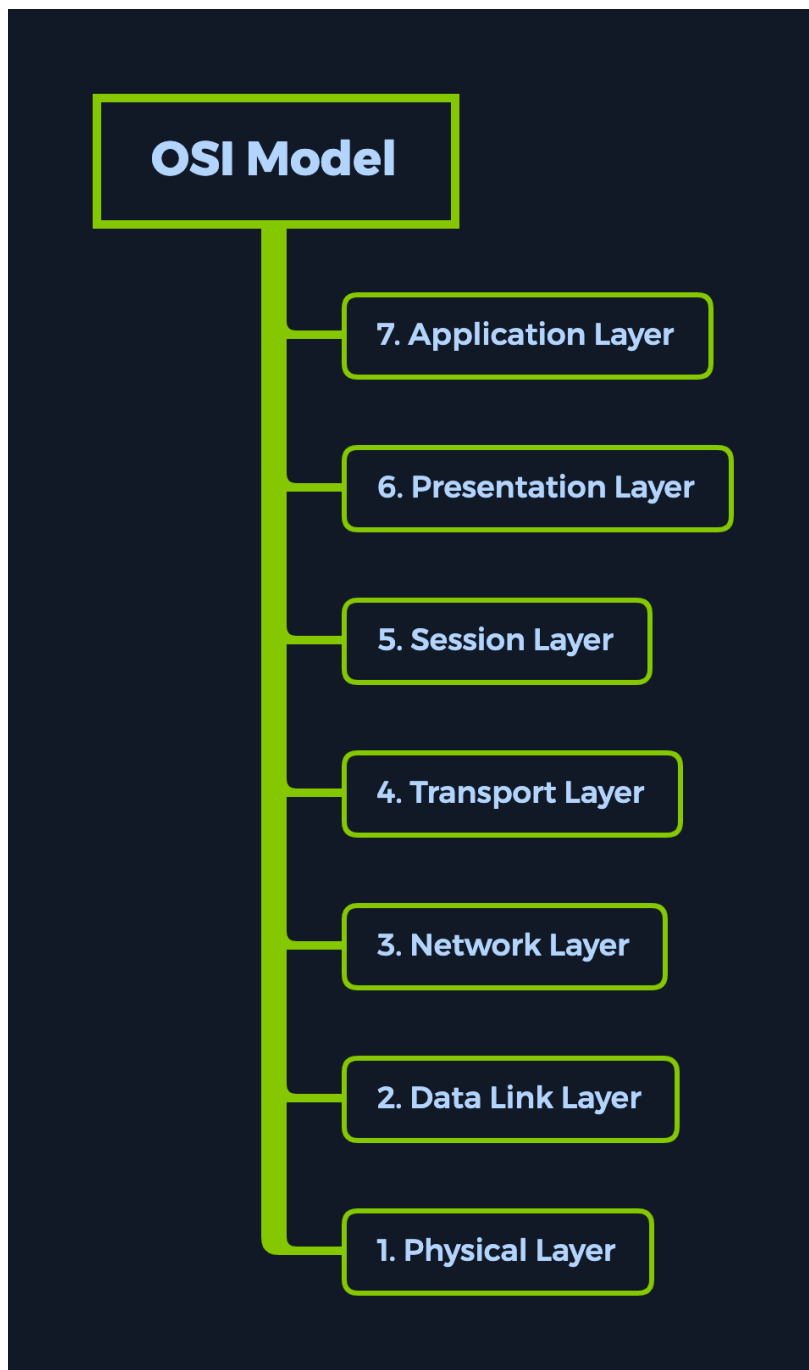 OSI Model
7. Application Layer
6. Presentation Layer
5. Session Layer
4. Transport Layer
3. Network Layer
2. Data Link Layer
1. Physical Layer